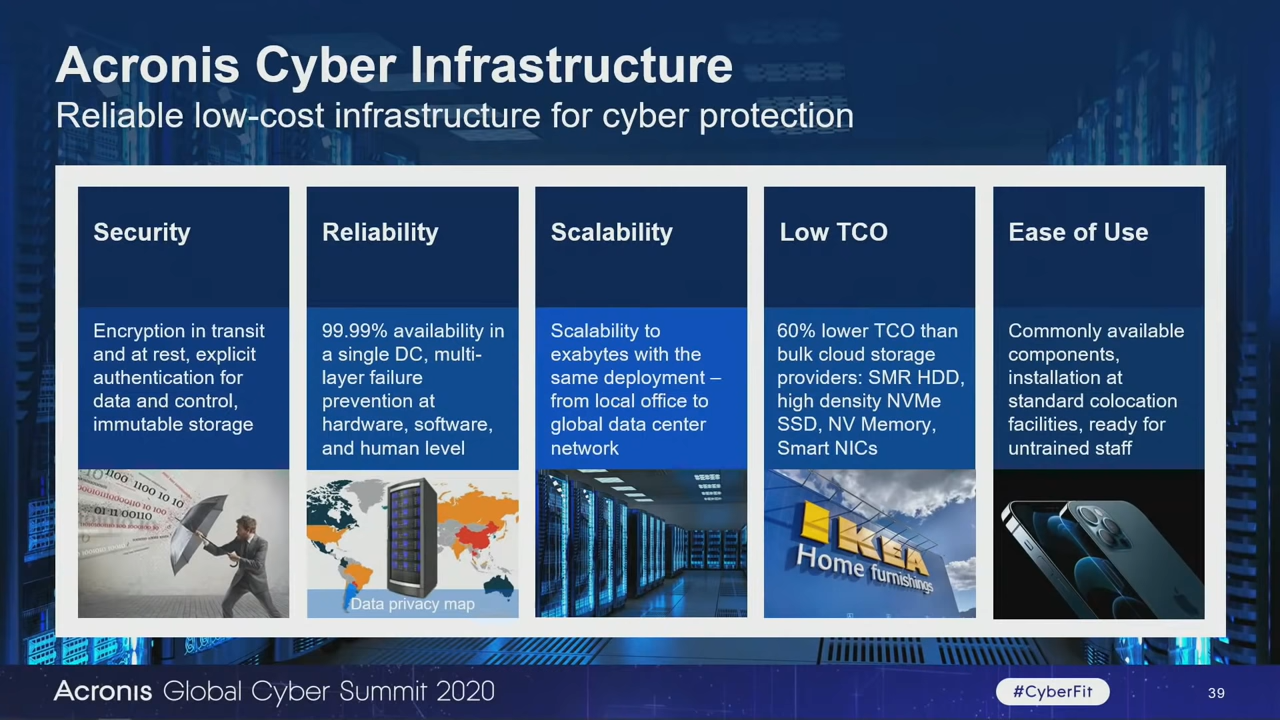 Acronis Cyber Infrastructure
Reliable low-cost infrastructure for cyber protection
Security
Encryption in transit
and at rest, explicit
authentication for
data and control,
immutable storage
Reliability
99.99% availability in
a single DC, multi-
layer failure
prevention at
hardware, software,
and human level
Data privacy map
Scalability
Scalability to
exabytes with the
same deployment –
from local office to
global data center
network
Low TCO
60% lower TCO than
bulk cloud storage
providers: SMR HDD,
high density NVMe
SSD, NV Memory,
Smart NICs
IKEA
Home furnishings
Ease of Use
Commonly available
components,
installation at
standard colocation
facilities, ready for
untrained staff
Acronis Global Cyber Summit 2020
#CyberFit
39